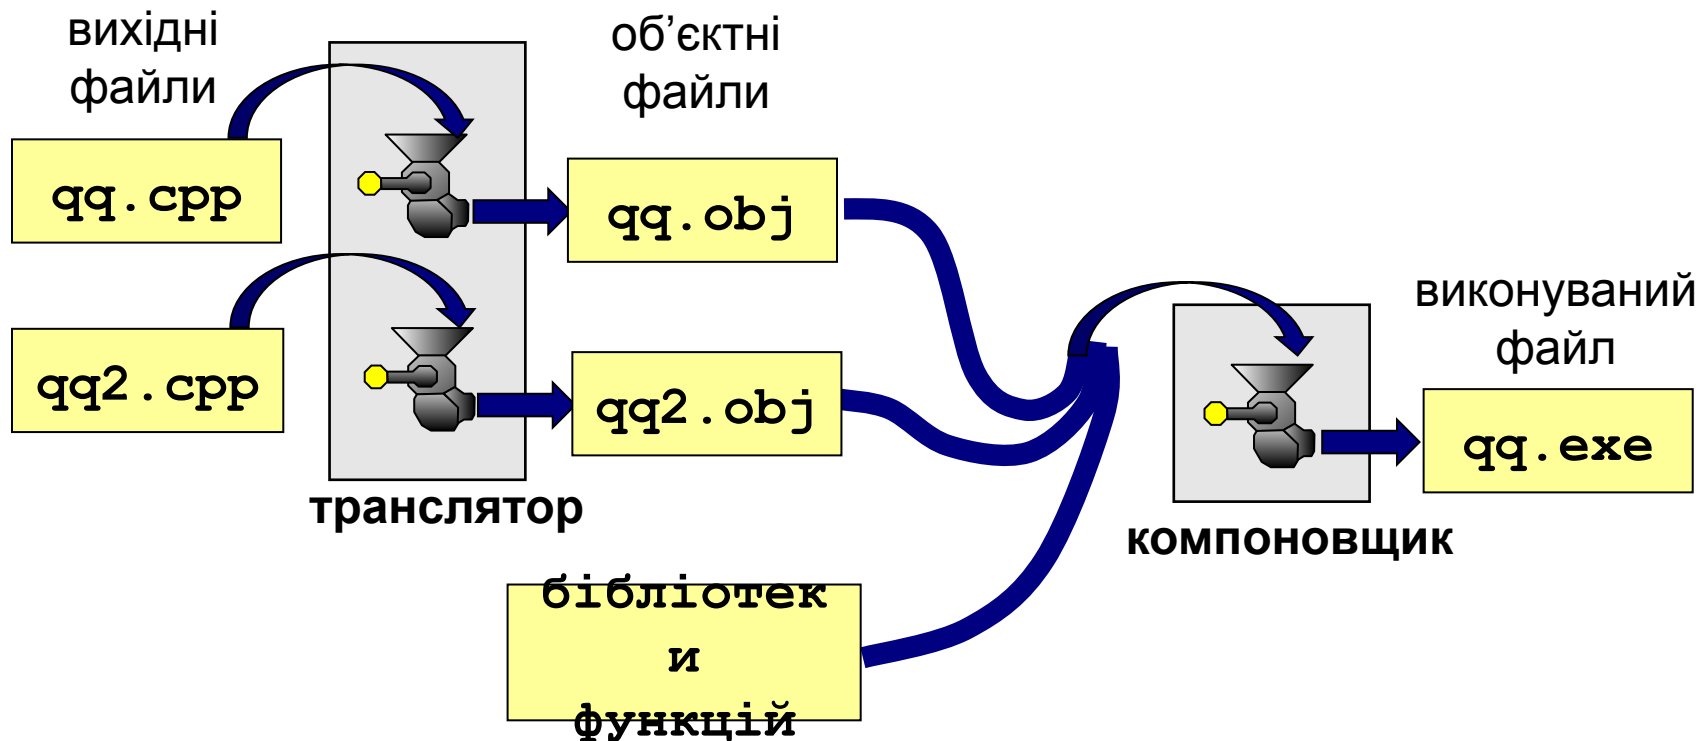 вихідні
файли
об’єктні
файли
qq.cpp
qq.obj
qq2.cpp
qq2.obj
транслятор
виконуваний
файл
qq.exe
компоновщик
бібліотек
и
функцій